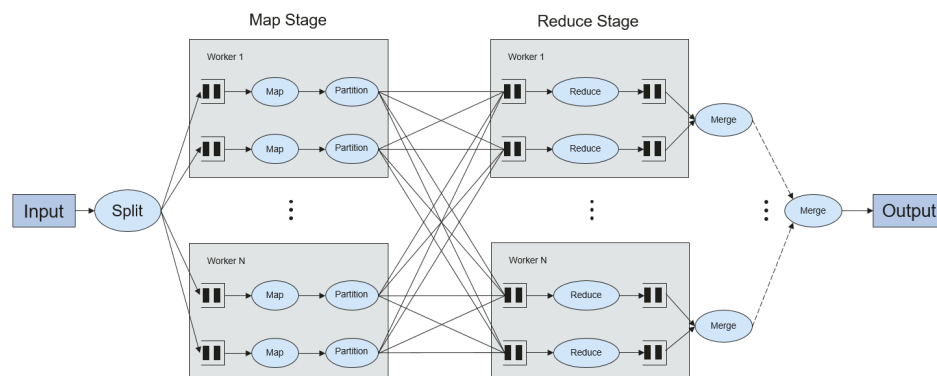 Map Stage
Reduce Stage
Worker 1
Worker 1
Map
Partition
Reduce
Merge
Map
Partition
Reduce
Input
Split
Merge
Output
Worker N
Worker N
Map
Partition
Reduce
Merge
Map
Partition
Reduce